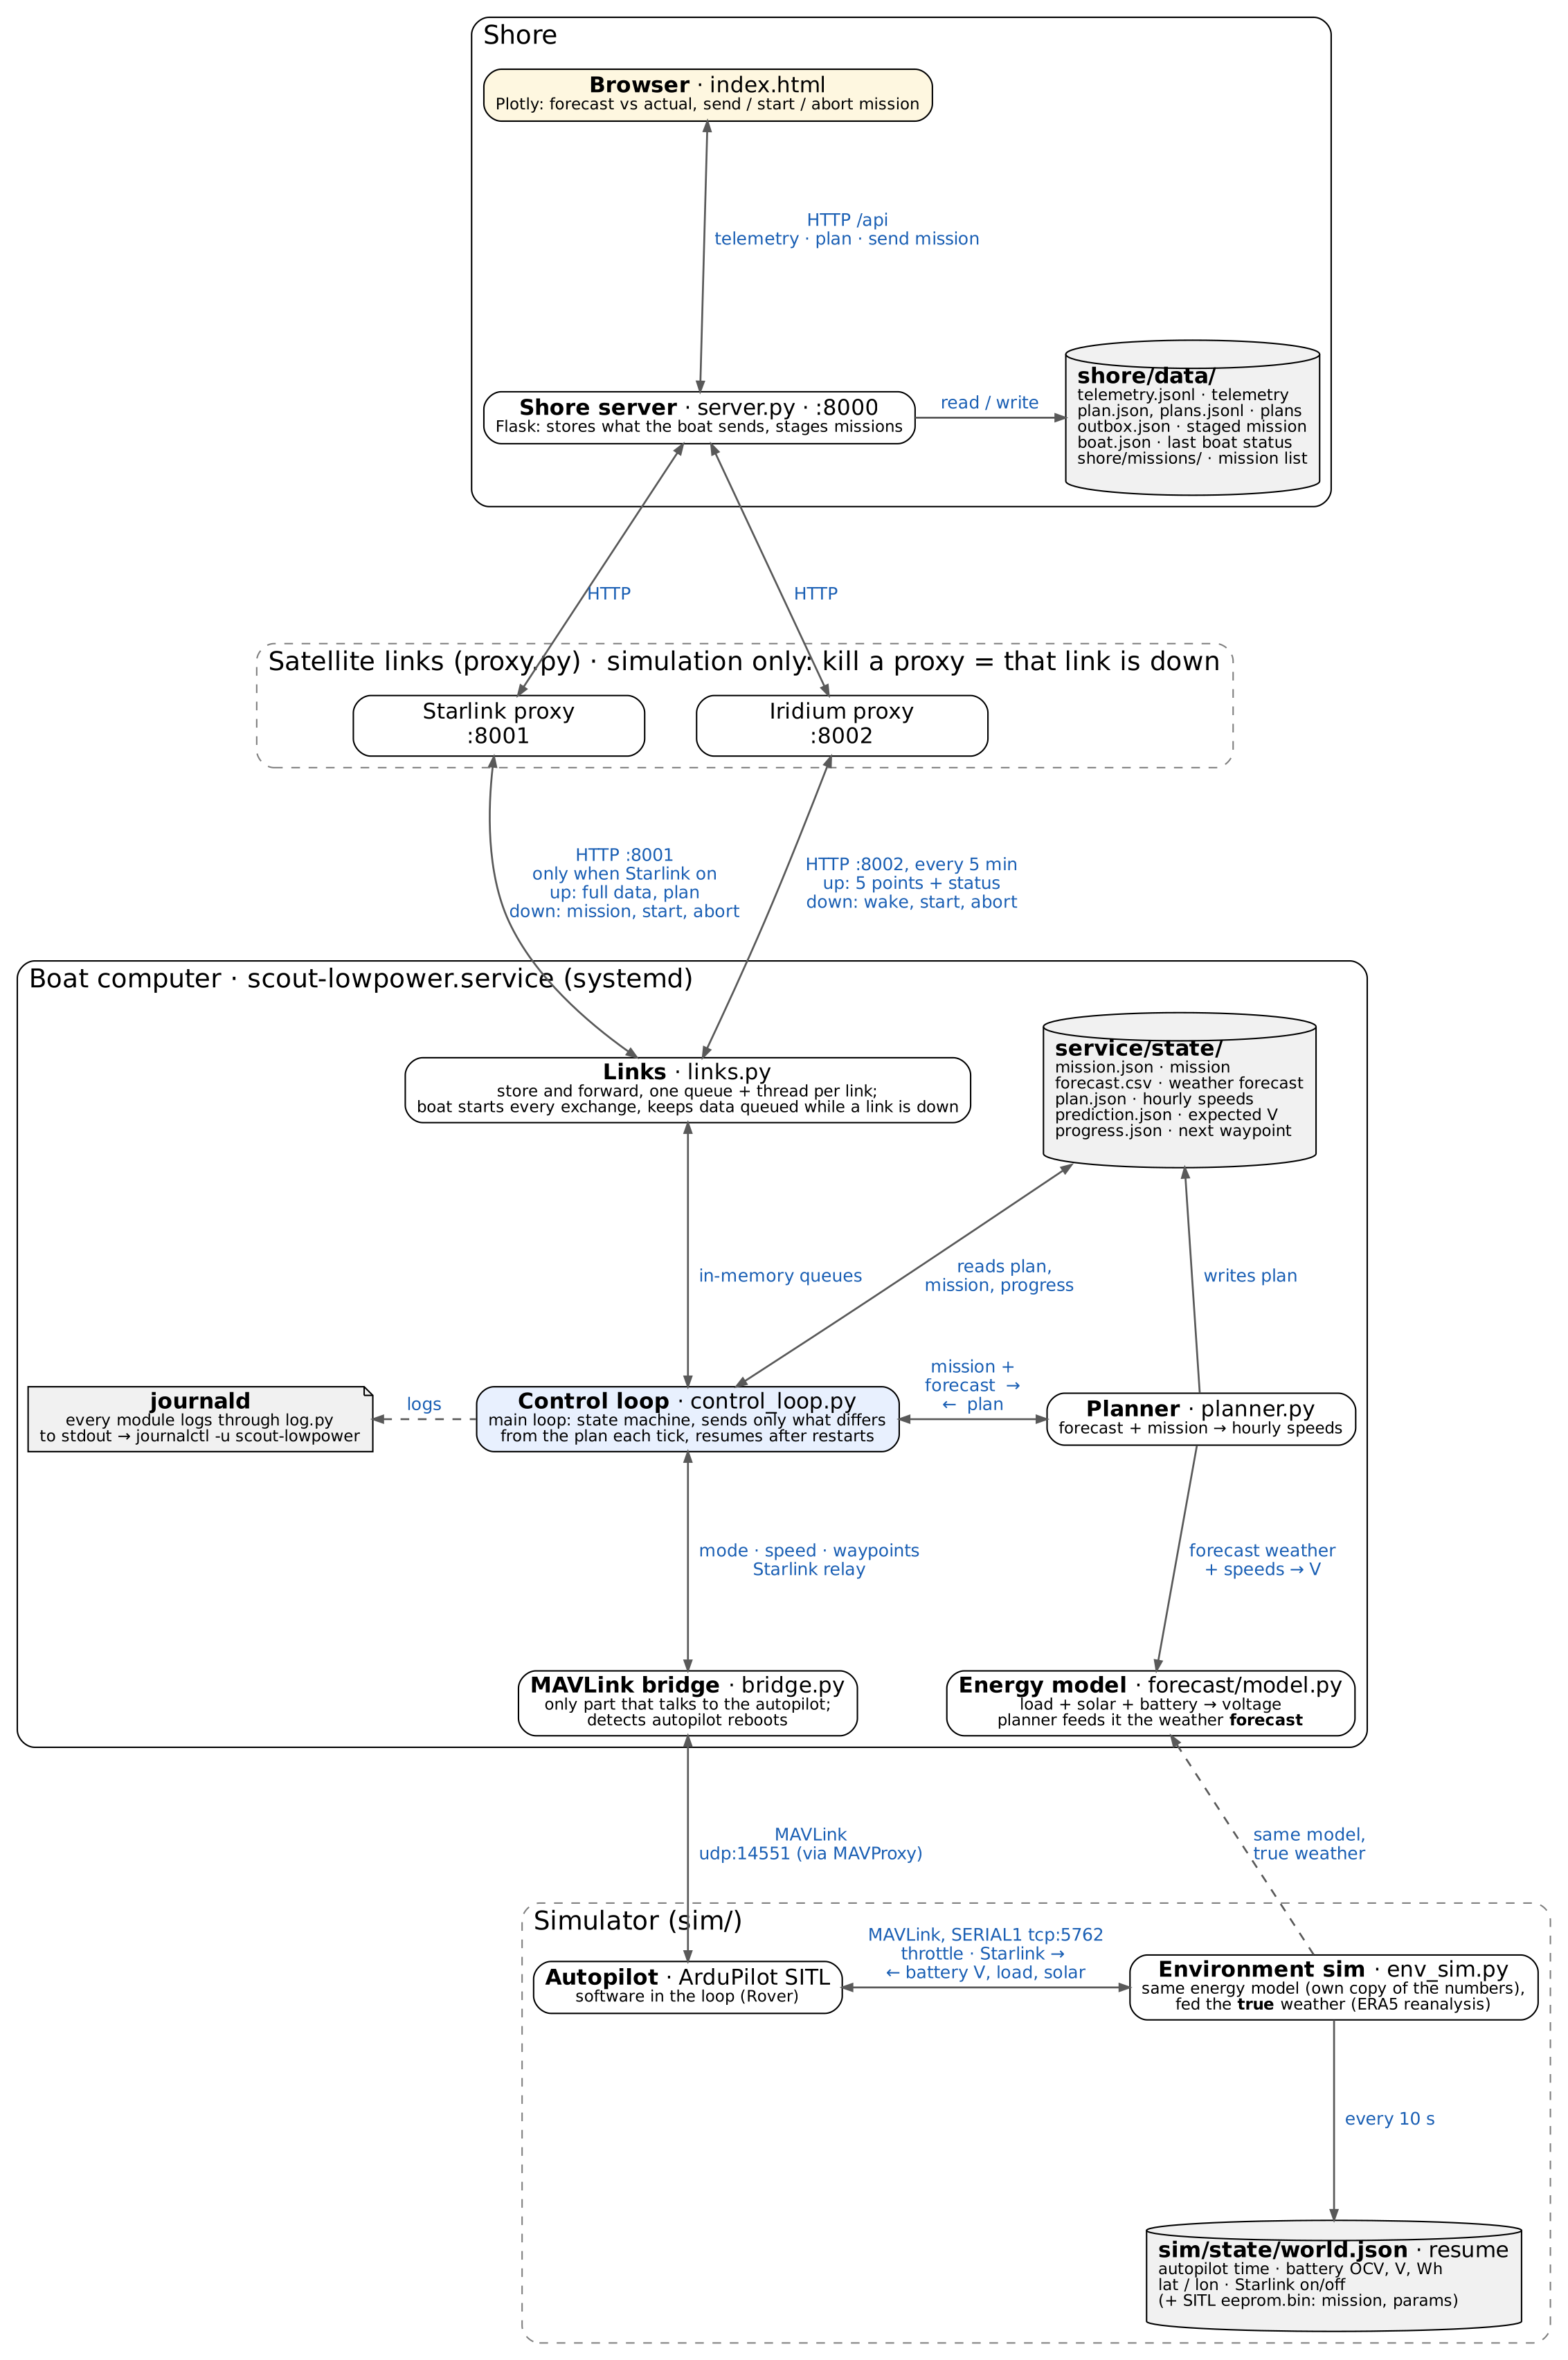 Shore
Browser · index.html
Plotly: forecast vs actual, send / start / abort mission
HTTP /api
telemetry · plan · send mission
Shore server · server.py · :8000
Flask: stores what the boat sends, stages missions
read / write
shore/data/
telemetry.jsonl · telemetry
plan.json, plans.jsonl · plans
outbox.json · staged mission
boat.json · last boat status
shore/missions/ · mission list
HTTP
HTTP
Satellite links (proxy.py) · simulation only: kill a proxy = that link is down
Starlink proxy
:8001
Iridium proxy
:8002
HTTP :8001
only when Starlink on
up: full data, plan
down: mission, start, abort
HTTP :8002, every 5 min
up: 5 points + status
down: wake, start, abort
Boat computer · scout-lowpower.service (systemd)
Links · links.py
store and forward, one queue + thread per link;
boat starts every exchange, keeps data queued while a link is down
service/state/
mission.json · mission
forecast.csv · weather forecast
plan.json · hourly speeds
prediction.json · expected V
progress.json · next waypoint
in-memory queues
reads plan,
mission, progress
writes plan
journald
every module logs through log.py
to stdout → journalctl -u scout-lowpower
logs
Control loop · control_loop.py
main loop: state machine, sends only what differs
from the plan each tick, resumes after restarts
mission +
forecast →
← plan
Planner · planner.py
forecast + mission → hourly speeds
mode · speed · waypoints
Starlink relay
forecast weather
+ speeds → V
MAVLink bridge · bridge.py
only part that talks to the autopilot;
detects autopilot reboots
Energy model · forecast/model.py
load + solar + battery → voltage
planner feeds it the weather forecast
MAVLink
udp:14551 (via MAVProxy)
same model,
true weather
Simulator (sim/)
Autopilot · ArduPilot SITL
software in the loop (Rover)
MAVLink, SERIAL1 tcp:5762
throttle · Starlink →
← battery V, load, solar
Environment sim · env_sim.py
same energy model (own copy of the numbers),
fed the true weather (ERA5 reanalysis)
every 10 s
sim/state/world.json · resume
autopilot time · battery OCV, V, Wh
lat / lon · Starlink on/off
(+ SITL eeprom.bin: mission, params)